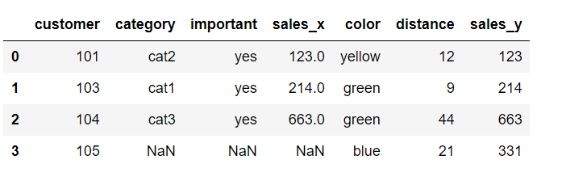 customer category important sales_x color distance sales_y
0 101 cat2 yes 123.0 yellow 12 123
1 103 cat1 yes 214.0 green 9 214
2 104 cat3 yes 663.0 green 44 663
3 105 NaN NaN NaN blue 21 331